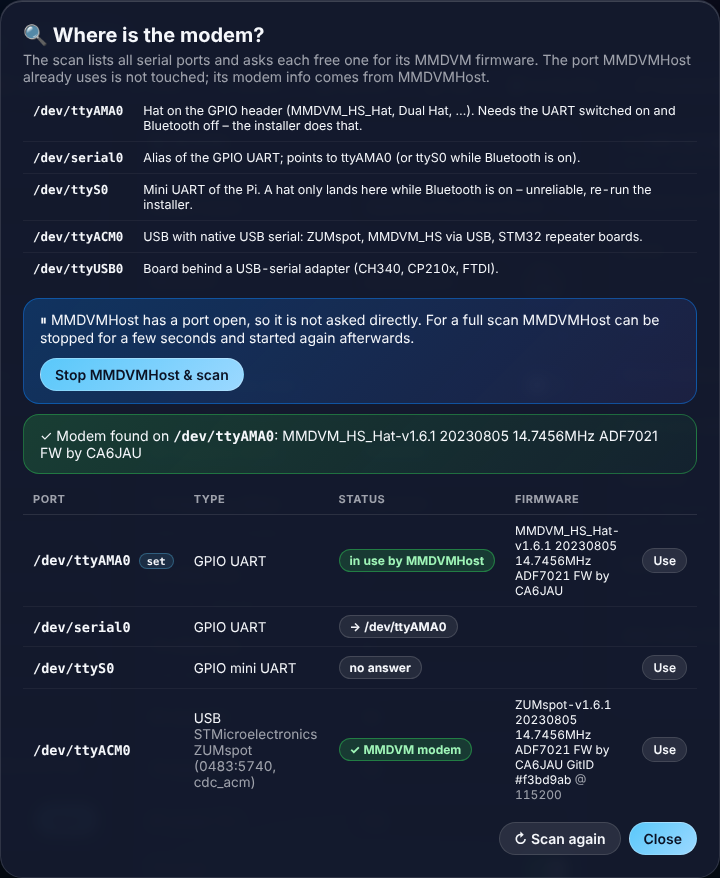 🔍 Where is the modem?
The scan lists all serial ports and asks each free one for its MMDVM firmware. The port MMDVMHost
already uses is not touched; its modem info comes from MMDVMHost.
/dev/ttyAMA0 Hat on the GPIO header (MMDVM_HS_Hat, Dual Hat, ...). Needs the UART switched on and
Bluetooth off – the installer does that.
/dev/serial0 Alias of the GPIO UART; points to ttyAMA0 (or ttyS0 while Bluetooth is on).
/dev/ttyS0 Mini UART of the Pi. A hat only lands here while Bluetooth is on – unreliable, re-run the
installer.
/dev/ttyACM0 USB with native USB serial: ZUMspot, MMDVM_HS via USB, STM32 repeater boards.
/dev/ttyUSB0 Board behind a USB-serial adapter (CH340, CP210x, FTDI).
⏸ MMDVMHost has a port open, so it is not asked directly. For a full scan MMDVMHost can be
stopped for a few seconds and started again afterwards.
Stop MMDVMHost & scan
✓ Modem found on /dev/ttyAMA0: MMDVM_HS_Hat-v1.6.1 20230805 14.7456MHz ADF7021
FW by CA6JAU
PORT TYPE STATUS FIRMWARE
/dev/ttyAMA0 set GPIO UART in use by MMDVMHost MMDVM_HS_Hat-
v1.6.1 20230805
14.7456MHz
ADF7021 FW by
CA6JAU
Use
/dev/serial0 GPIO UART → /dev/ttyAMA0
/dev/ttyS0 GPIO mini UART no answer Use
/dev/ttyACM0
USB
STMicroelectronics
ZUMspot
(0483:5740,
cdc_acm)
✓ MMDVM modem
ZUMspot-v1.6.1
20230805
14.7456MHz
ADF7021 FW by
CA6JAU GitID
#f3bd9ab @
115200
Use
↻ Scan again Close